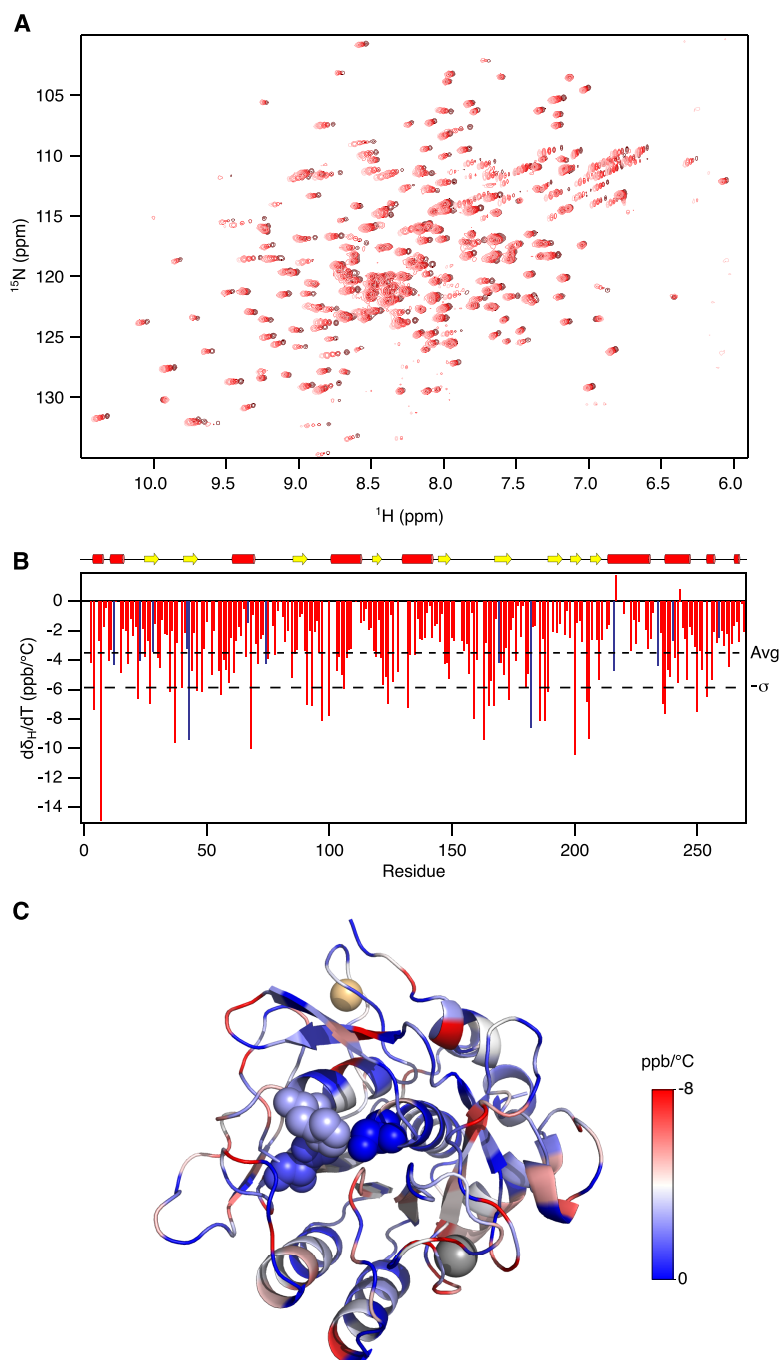 A
105
110
115
120
125
130
¹⁵N (ppm)
10.0 9.5 9.0 8.5 8.0 7.5 7.0 6.5 6.0
¹H (ppm)
B
0
-2
-4
-6
-8
-10
-12
-14
dδH/dT (ppb/°C)
Avg
-σ
0 50 100 150 200 250
Residue
C
ppb/°C
-8
0